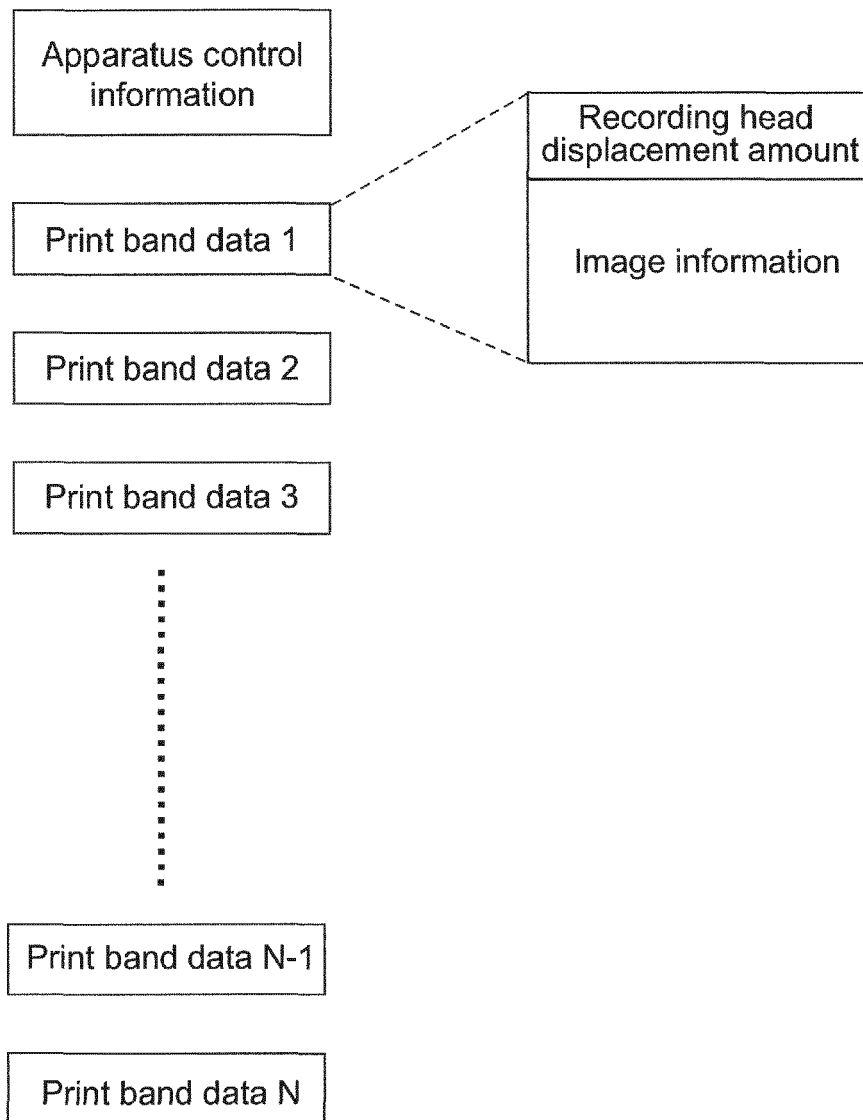 Apparatus control
information
Recording head
displacement amount
Print band data 1
Image information
Print band data 2
Print band data 3
Print band data N-1
Print band data N